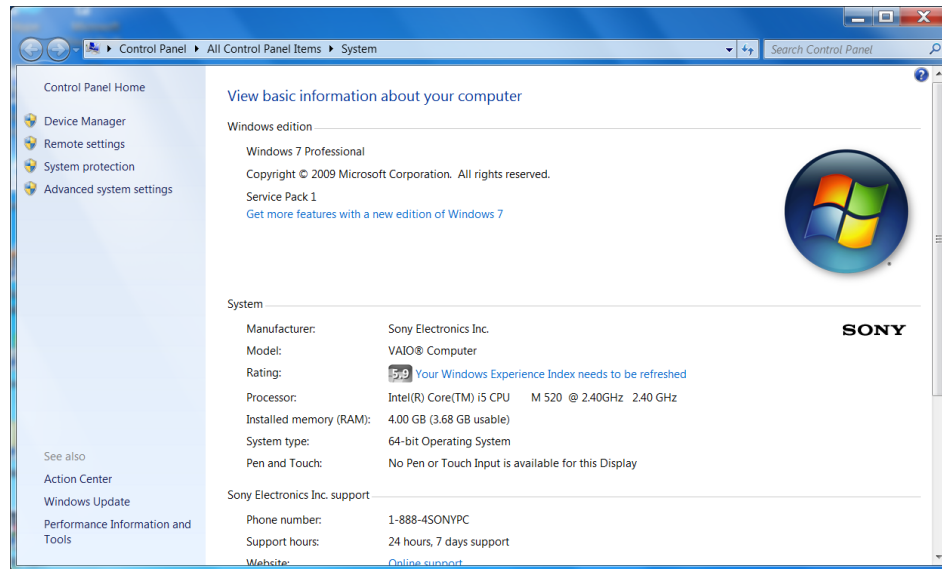 Control Panel ▸ All Control Panel Items ▸ System
Search Control Panel
Control Panel Home
Device Manager
Remote settings
System protection
Advanced system settings
See also
Action Center
Windows Update
Performance Information and
Tools
View basic information about your computer
Windows edition
Windows 7 Professional
Copyright © 2009 Microsoft Corporation. All rights reserved.
Service Pack 1
Get more features with a new edition of Windows 7
System
Manufacturer: Sony Electronics Inc.
SONY
Model: VAIO® Computer
Rating: 5.9 Your Windows Experience Index needs to be refreshed
Processor: Intel(R) Core(TM) i5 CPU M 520 @ 2.40GHz 2.40 GHz
Installed memory (RAM): 4.00 GB (3.68 GB usable)
System type: 64-bit Operating System
Pen and Touch: No Pen or Touch Input is available for this Display
Sony Electronics Inc. support
Phone number: 1-888-4SONYPC
Support hours: 24 hours, 7 days support
Website: Online support